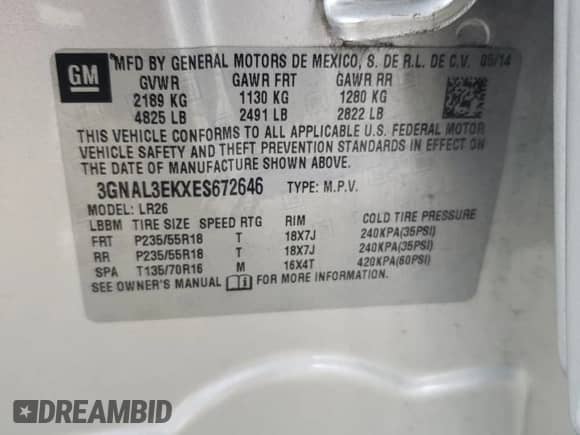 GM
MFD BY GENERAL MOTORS DE MEXICO, S. DE R.L. DE C.V. 05/14
GVWR GAWR FRT GAWR RR
2189 KG 1130 KG 1280 KG
4825 LB 2491 LB 2822 LB
THIS VEHICLE CONFORMS TO ALL APPLICABLE U.S. FEDERAL MOTOR
VEHICLE SAFETY AND THEFT PREVENTION STANDARDS IN EFFECT ON
THE DATE OF MANUFACTURE SHOWN ABOVE.
3GNAL3EKXES672646 TYPE: M.P.V.
MODEL: LR26
LBBM TIRE SIZE SPEED RTG RIM COLD TIRE PRESSURE
FRT P235/55R18 T 18X7J 240KPA(35PSI)
RR P235/55R18 T 18X7J 240KPA(35PSI)
SPA T135/70R16 M 16X4T 420KPA(60PSI)
SEE OWNER'S MANUAL FOR MORE INFORMATION.
DREAMBID